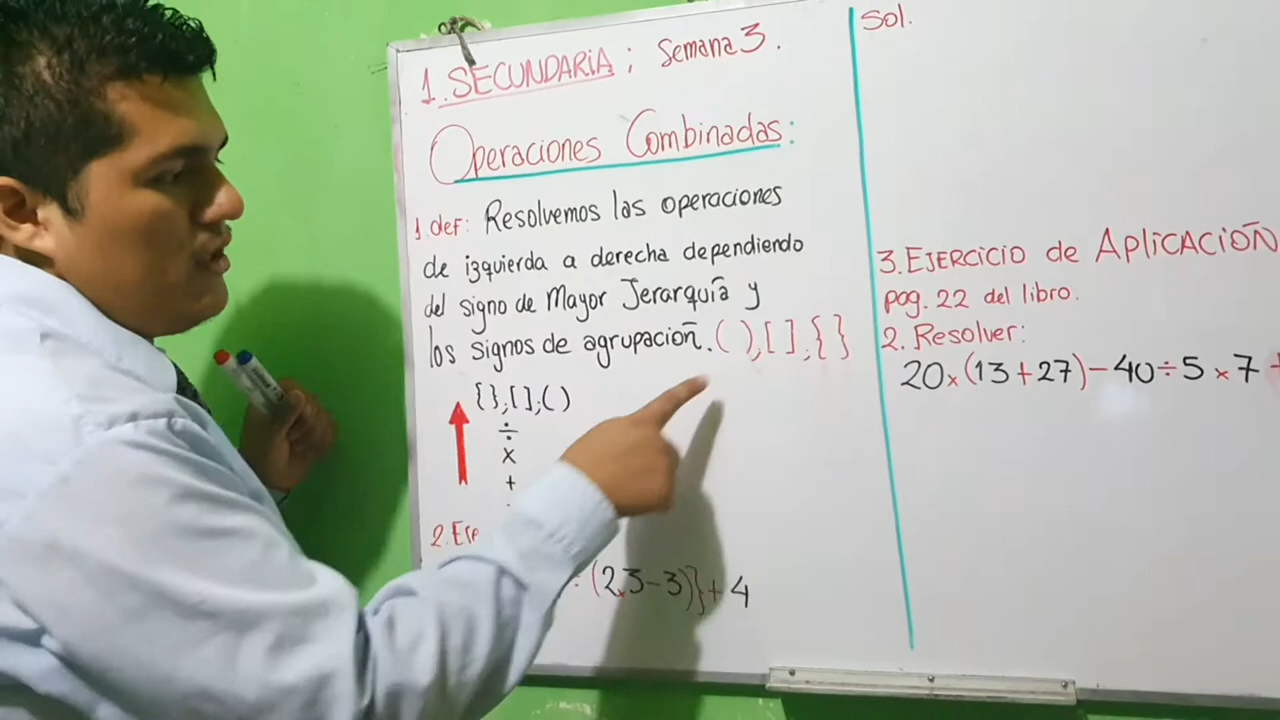 1. SECUNDARIA ; Semana 3.
Operaciones Combinadas:
1. def: Resolvemos las operaciones
de izquierda a derecha dependiendo
del signo de Mayor Jerarquía y
los signos de agrupación. ( ), [ ], { }
{ }, [ ], ( )
÷
x
+
2.
(2x3-3)}+ 4
Sol.
3. EJERCICIO de APLICACIÓN
pag. 22 del libro.
2. Resolver:
20x(13+27)-40÷5x7+